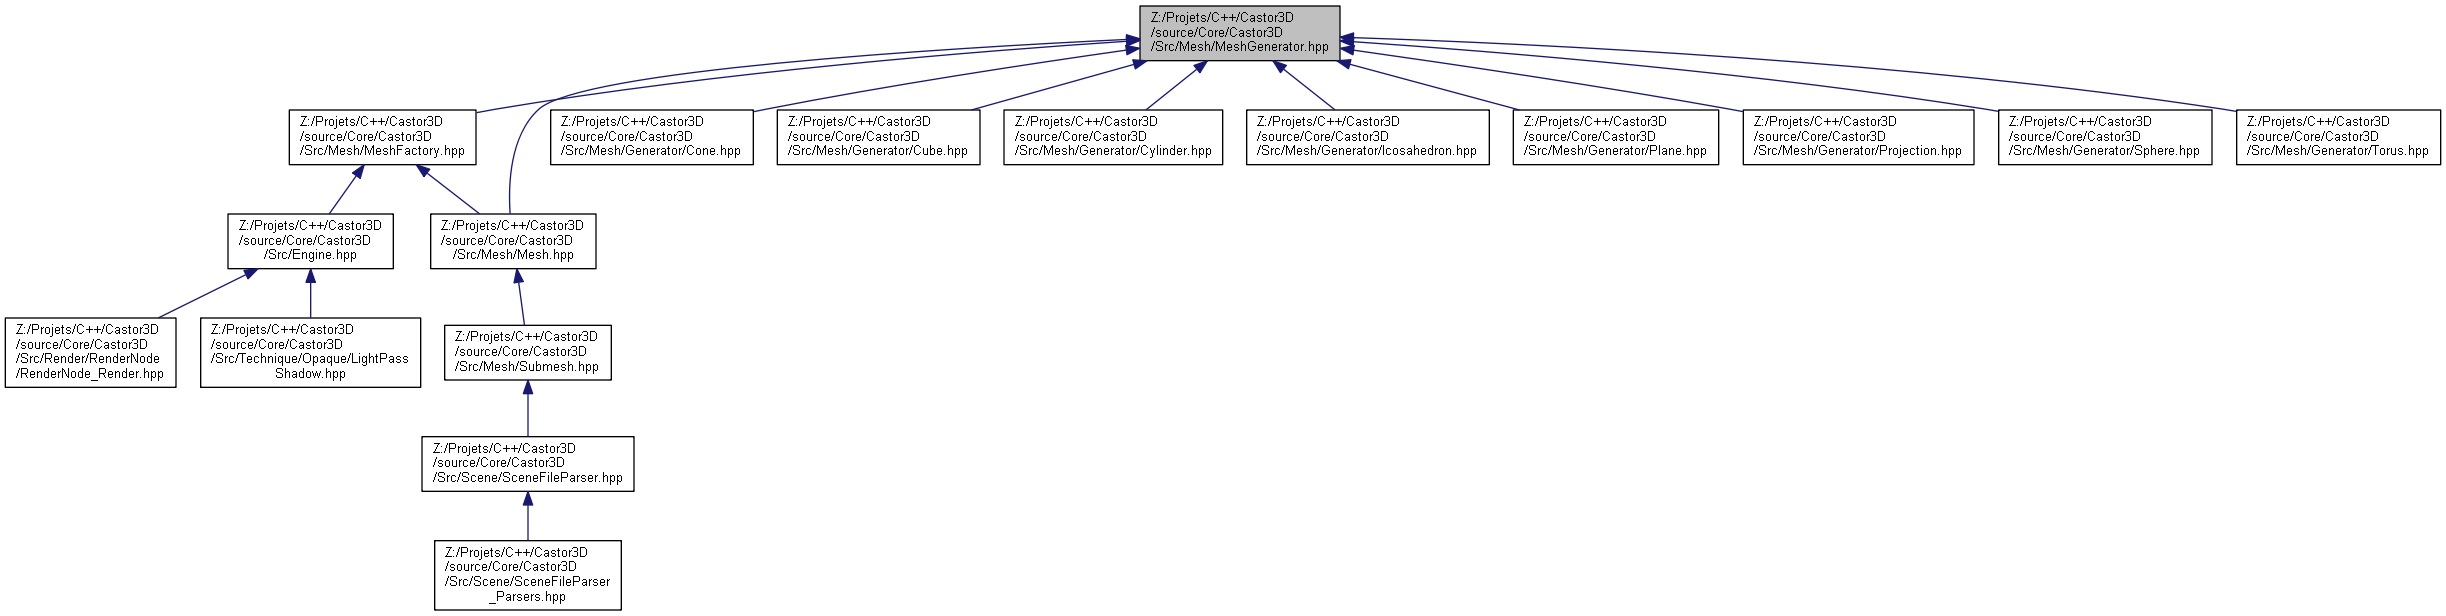 Z:/Projets/C++/Castor3D
/source/Core/Castor3D
/Src/Mesh/MeshGenerator.hpp
Z:/Projets/C++/Castor3D
/source/Core/Castor3D
/Src/Mesh/MeshFactory.hpp
Z:/Projets/C++/Castor3D
/source/Core/Castor3D
/Src/Mesh/Generator/Cone.hpp
Z:/Projets/C++/Castor3D
/source/Core/Castor3D
/Src/Mesh/Generator/Cube.hpp
Z:/Projets/C++/Castor3D
/source/Core/Castor3D
/Src/Mesh/Generator/Cylinder.hpp
Z:/Projets/C++/Castor3D
/source/Core/Castor3D
/Src/Mesh/Generator/Icosahedron.hpp
Z:/Projets/C++/Castor3D
/source/Core/Castor3D
/Src/Mesh/Generator/Plane.hpp
Z:/Projets/C++/Castor3D
/source/Core/Castor3D
/Src/Mesh/Generator/Projection.hpp
Z:/Projets/C++/Castor3D
/source/Core/Castor3D
/Src/Mesh/Generator/Sphere.hpp
Z:/Projets/C++/Castor3D
/source/Core/Castor3D
/Src/Mesh/Generator/Torus.hpp
Z:/Projets/C++/Castor3D
/source/Core/Castor3D
/Src/Engine.hpp
Z:/Projets/C++/Castor3D
/source/Core/Castor3D
/Src/Mesh/Mesh.hpp
Z:/Projets/C++/Castor3D
/source/Core/Castor3D
/Src/Render/RenderNode
/RenderNode_Render.hpp
Z:/Projets/C++/Castor3D
/source/Core/Castor3D
/Src/Technique/Opaque/LightPass
Shadow.hpp
Z:/Projets/C++/Castor3D
/source/Core/Castor3D
/Src/Mesh/Submesh.hpp
Z:/Projets/C++/Castor3D
/source/Core/Castor3D
/Src/Scene/SceneFileParser.hpp
Z:/Projets/C++/Castor3D
/source/Core/Castor3D
/Src/Scene/SceneFileParser
_Parsers.hpp